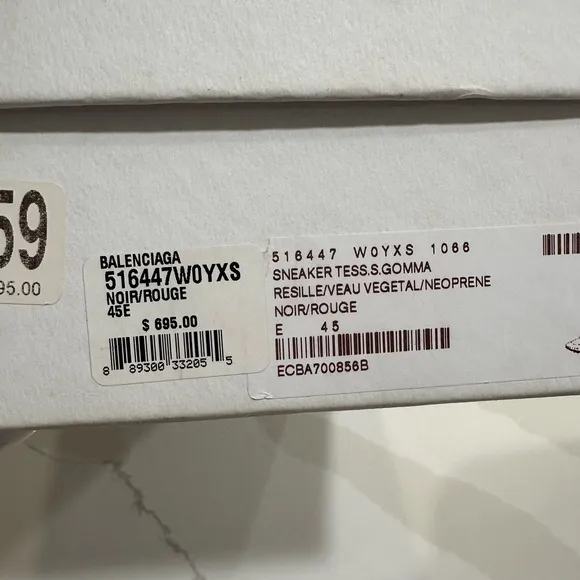 59
95.00
BALENCIAGA
516447W0YXS
NOIR/ROUGE
45E
$ 695.00
8 89300 33205 5
516447 W0YXS 1066
SNEAKER TESS.S.GOMMA
RESILLE/VEAU VEGETAL/NEOPRENE
NOIR/ROUGE
E 45
ECBA700856B